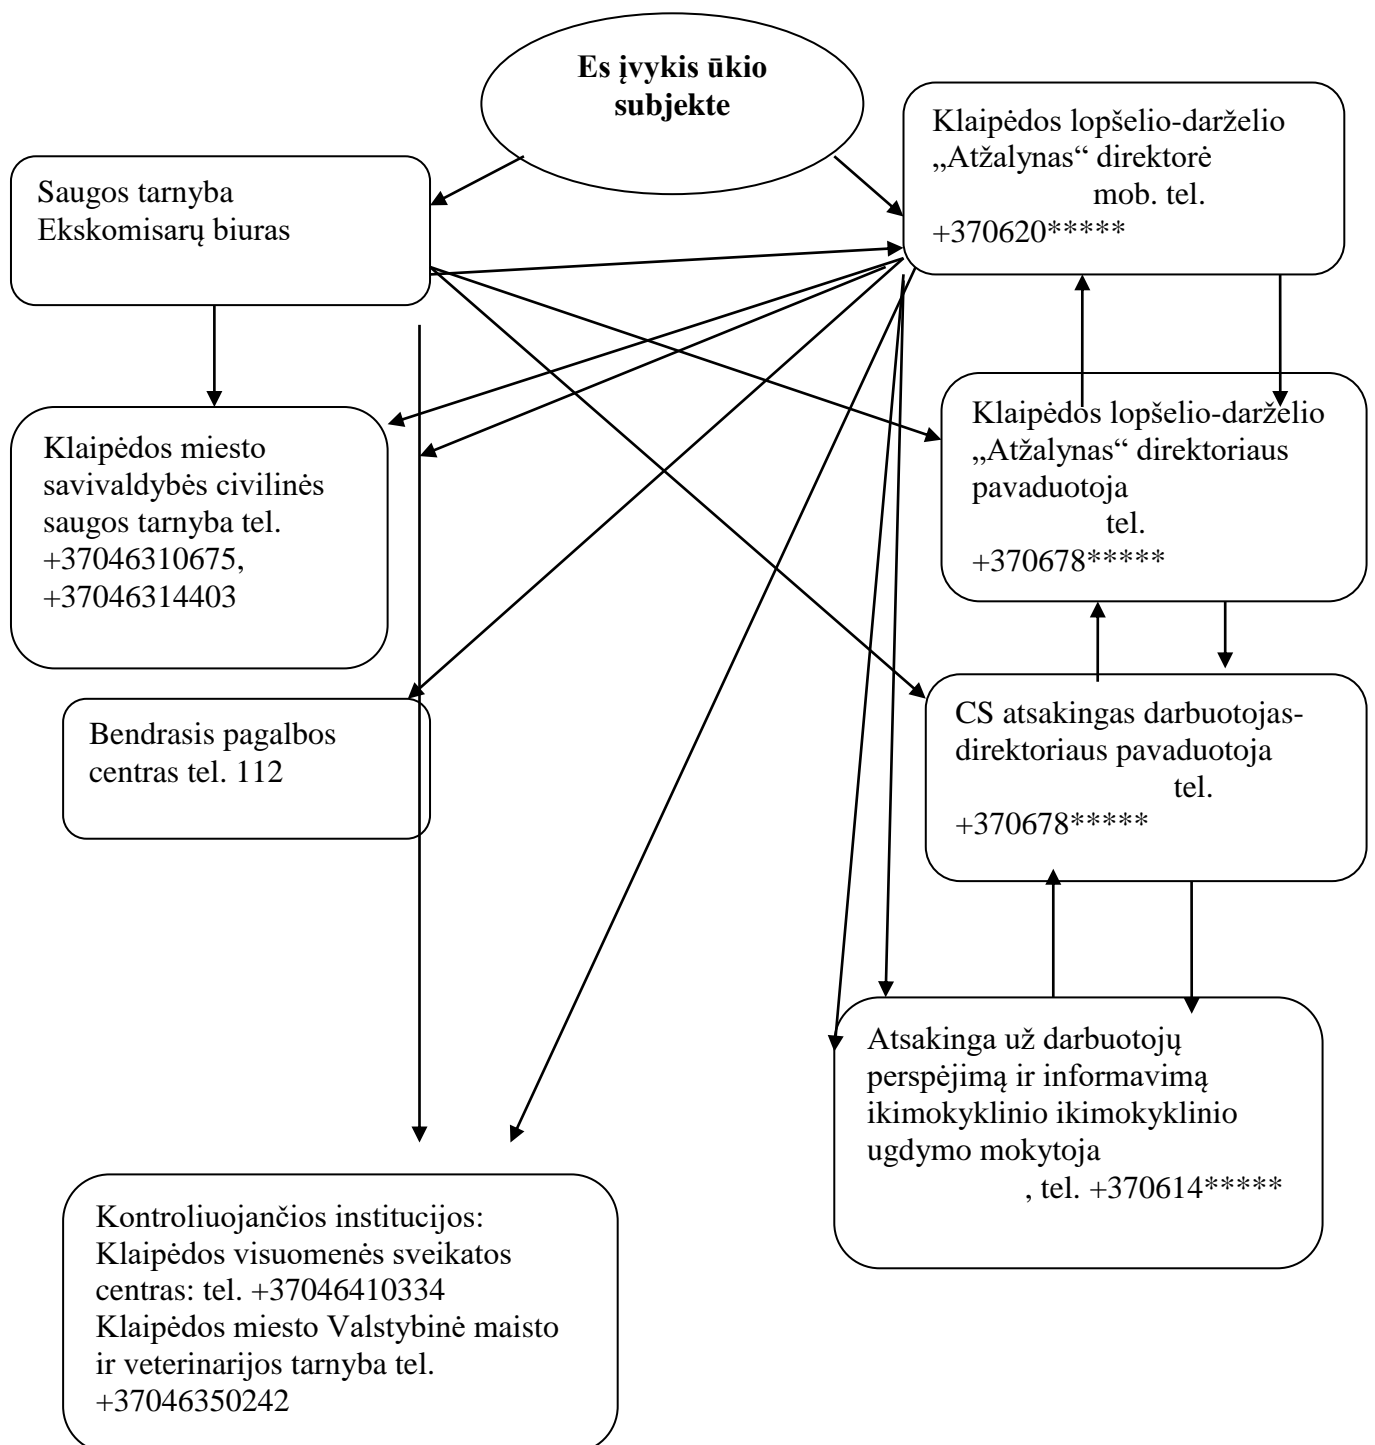 Es įvykis ūkio
subjekte
Klaipėdos lopšelio-darželio
„Atžalynas“ direktorė
mob. tel.
+370620*****
Saugos tarnyba
Ekskomisarų biuras
Klaipėdos lopšelio-darželio
„Atžalynas“ direktoriaus
pavaduotoja
tel.
+370678*****
Klaipėdos miesto
savivaldybės civilinės
saugos tarnyba tel.
+37046310675,
+37046314403
CS atsakingas darbuotojas-
direktoriaus pavaduotoja
tel.
+370678*****
Bendrasis pagalbos
centras tel. 112
Atsakinga už darbuotojų
perspėjimą ir informavimą
ikimokyklinio ikimokyklinio
ugdymo mokytoja
, tel. +370614*****
Kontroliuojančios institucijos:
Klaipėdos visuomenės sveikatos
centras: tel. +37046410334
Klaipėdos miesto Valstybinė maisto
ir veterinarijos tarnyba tel.
+37046350242